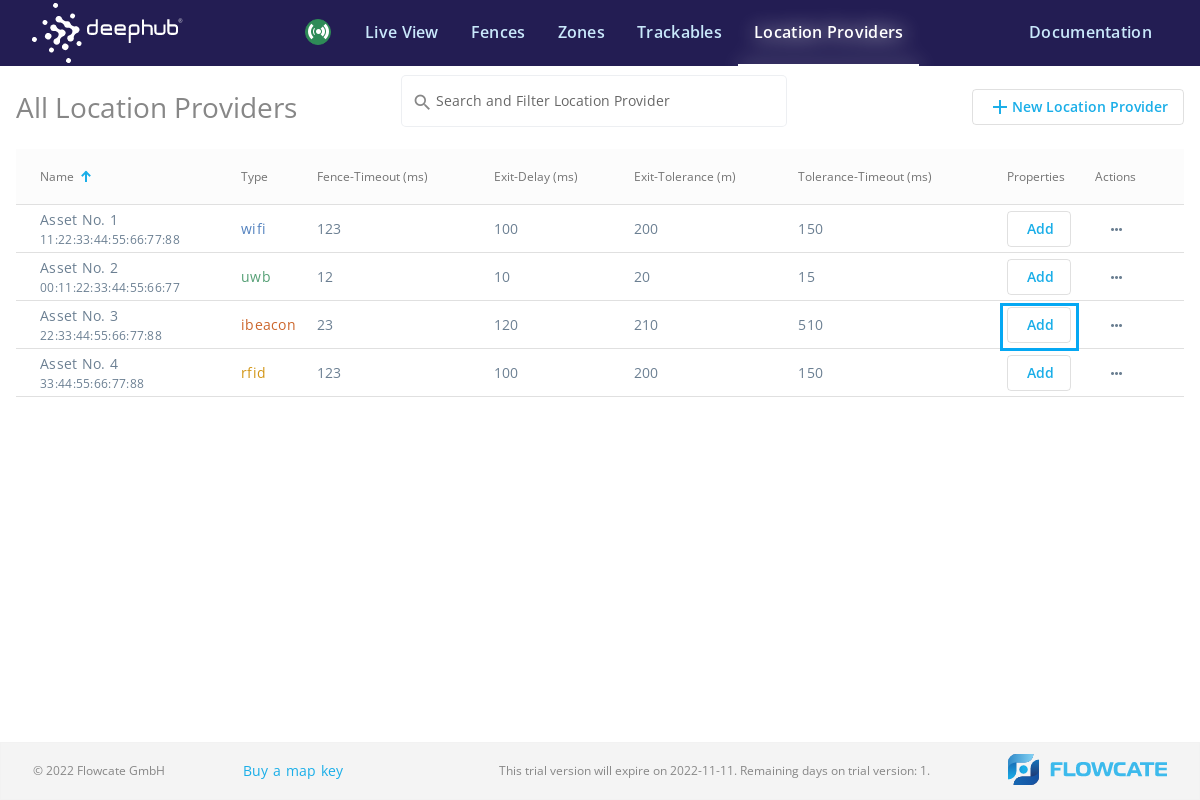 deephub®
Live View
Fences
Zones
Trackables
Location Providers
Documentation
All Location Providers
Search and Filter Location Provider
New Location Provider
Name Type Fence-Timeout (ms) Exit-Delay (ms) Exit-Tolerance (m) Tolerance-Timeout (ms) Properties Actions
Asset No. 1
11:22:33:44:55:66:77:88
wifi 123 100 200 150 Add
Asset No. 2
00:11:22:33:44:55:66:77
uwb 12 10 20 15 Add
Asset No. 3
22:33:44:55:66:77:88
ibeacon 23 120 210 510 Add
Asset No. 4
33:44:55:66:77:88
rfid 123 100 200 150 Add
© 2022 Flowcate GmbH
Buy a map key
This trial version will expire on 2022-11-11. Remaining days on trial version: 1.
FLOWCATE